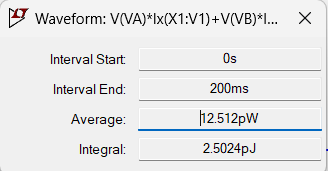 Waveform: V(VA)*Ix(X1:V1)+V(VB)*I...
Interval Start: 0s
Interval End: 200ms
Average: 12.512pW
Integral: 2.5024pJ